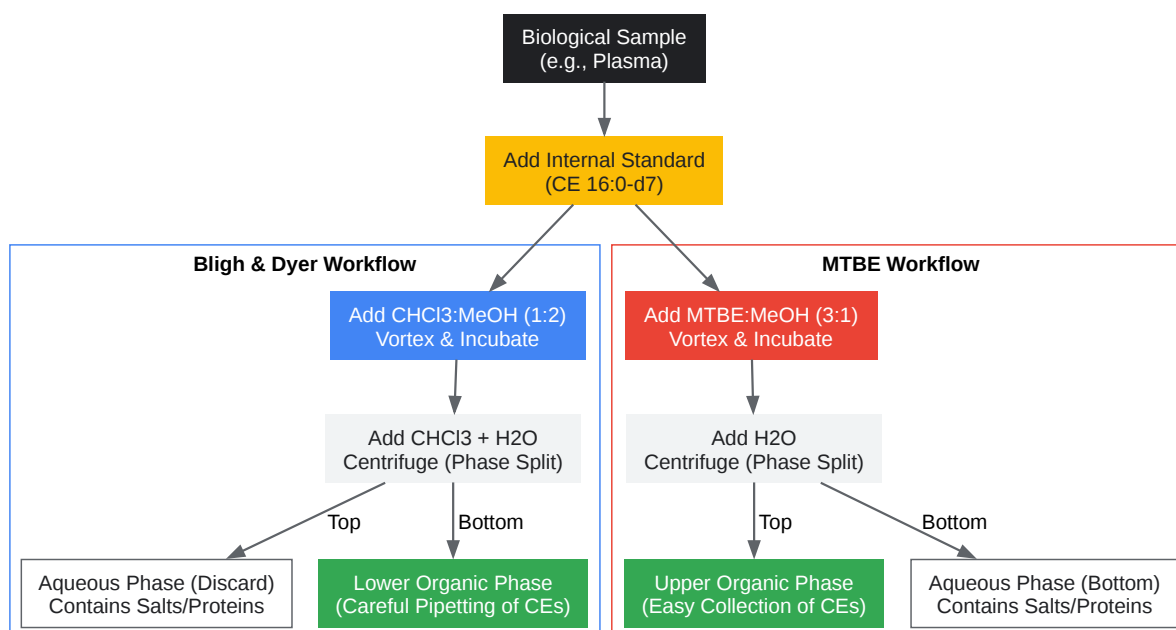 Biological Sample
(e.g., Plasma)
Add Internal Standard
(CE 16:0-d7)
Bligh & Dyer Workflow
MTBE Workflow
Add CHCl3:MeOH (1:2)
Vortex & Incubate
Add MTBE:MeOH (3:1)
Vortex & Incubate
Add CHCl3 + H2O
Centrifuge (Phase Split)
Add H2O
Centrifuge (Phase Split)
Top
Bottom
Top
Bottom
Aqueous Phase (Discard)
Contains Salts/Proteins
Lower Organic Phase
(Careful Pipetting of CEs)
Upper Organic Phase
(Easy Collection of CEs)
Aqueous Phase (Bottom)
Contains Salts/Proteins